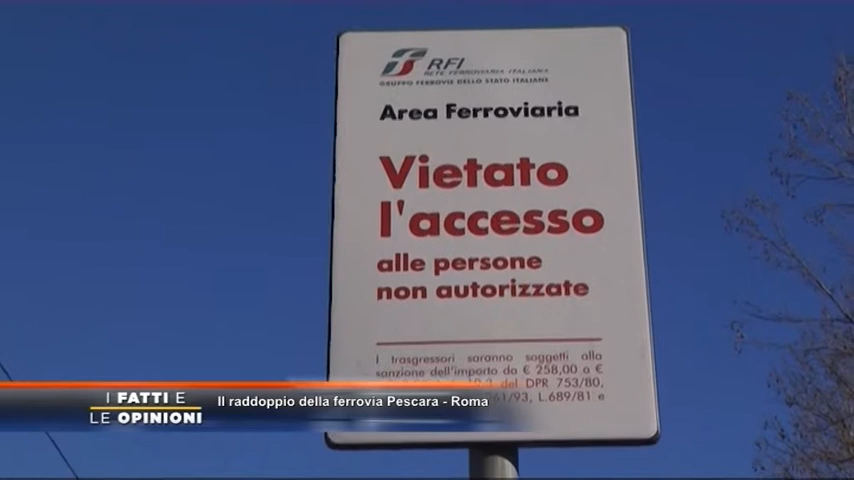 RFI
RETE FERROVIARIA ITALIANA
GRUPPO FERROVIE DELLO STATO ITALIANE
Area Ferroviaria
Vietato
l'accesso
alle persone
non autorizzate
I trasgressori saranno soggetti alla
sanzione dell'importo da € 258,00 a €
del DPR 753/80,
61/93, L.689/81 e
I FATTI E
LE OPINIONI
Il raddoppio della ferrovia Pescara - Roma